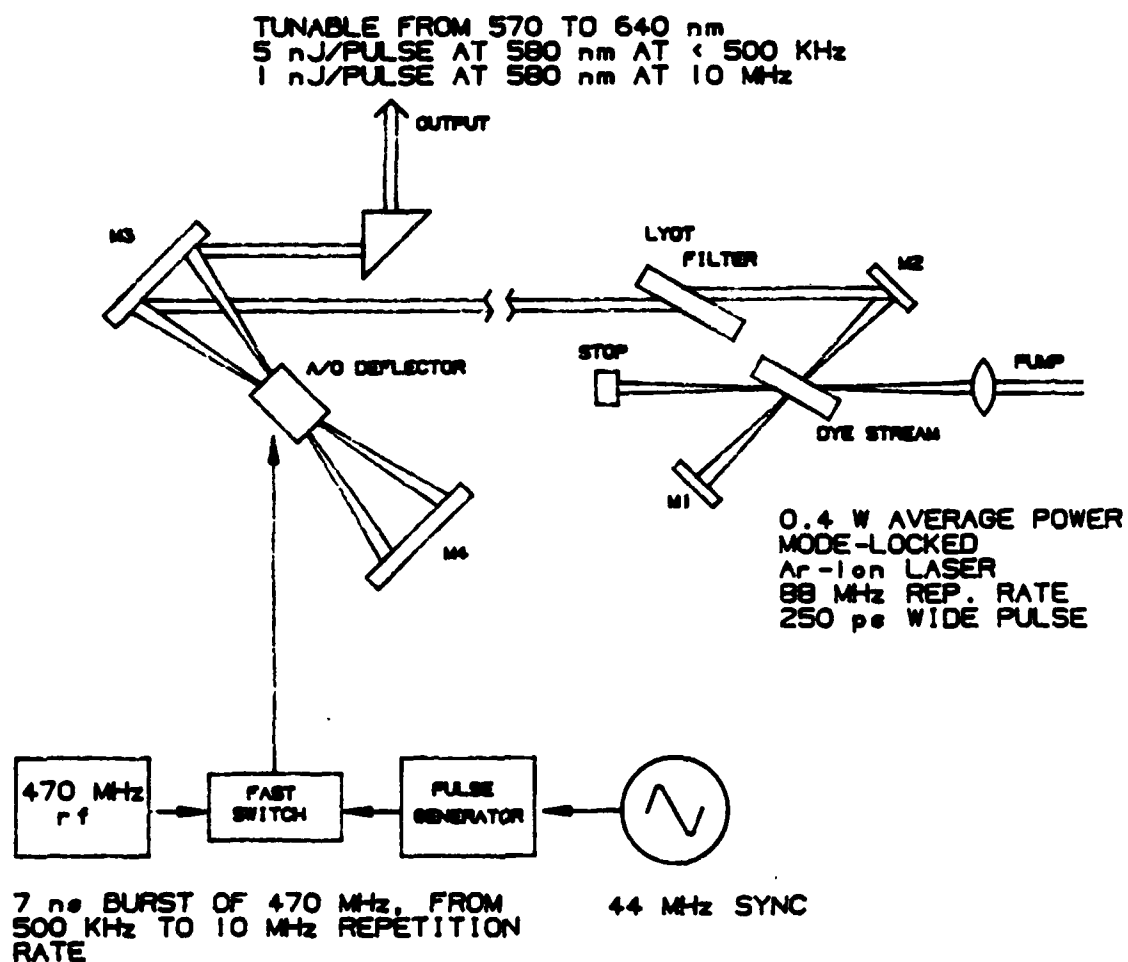 TUNABLE FROM 570 TO 640 nm
5 nJ/PULSE AT 580 nm AT < 500 KHz
1 nJ/PULSE AT 580 nm AT 10 MHz
OUTPUT
M3
LYOT
FILTER
M2
A/O DEFLECTOR
STOP
PUMP
DYE STREAM
M1
M4
0.4 W AVERAGE POWER
MODE-LOCKED
Ar-Ion LASER
88 MHz REP. RATE
250 ps WIDE PULSE
470 MHz
rf
FAST
SWITCH
PULSE
GENERATOR
7 ns BURST OF 470 MHz, FROM
500 KHz TO 10 MHz REPETITION
RATE
44 MHz SYNC